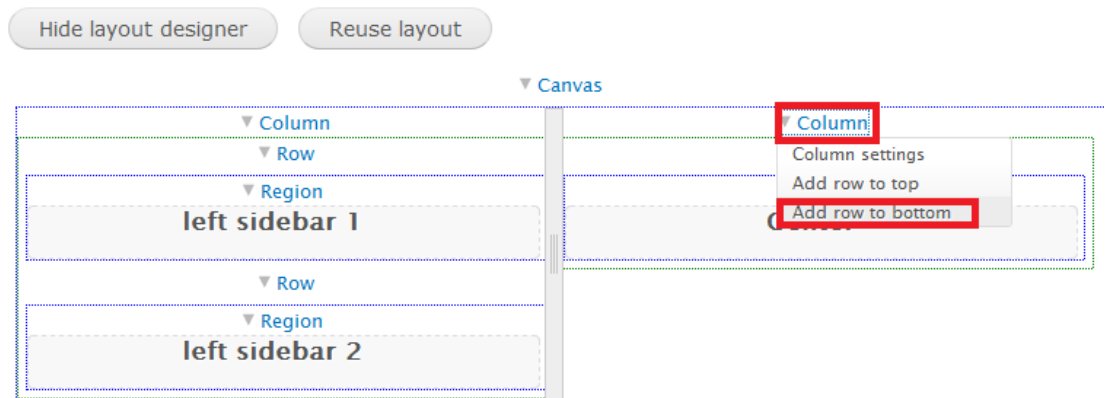 Hide layout designer
Reuse layout
Canvas
Column
Column
Row
Column settings
Add row to top
Region
left sidebar 1
Add row to bottom
Row
Region
left sidebar 2